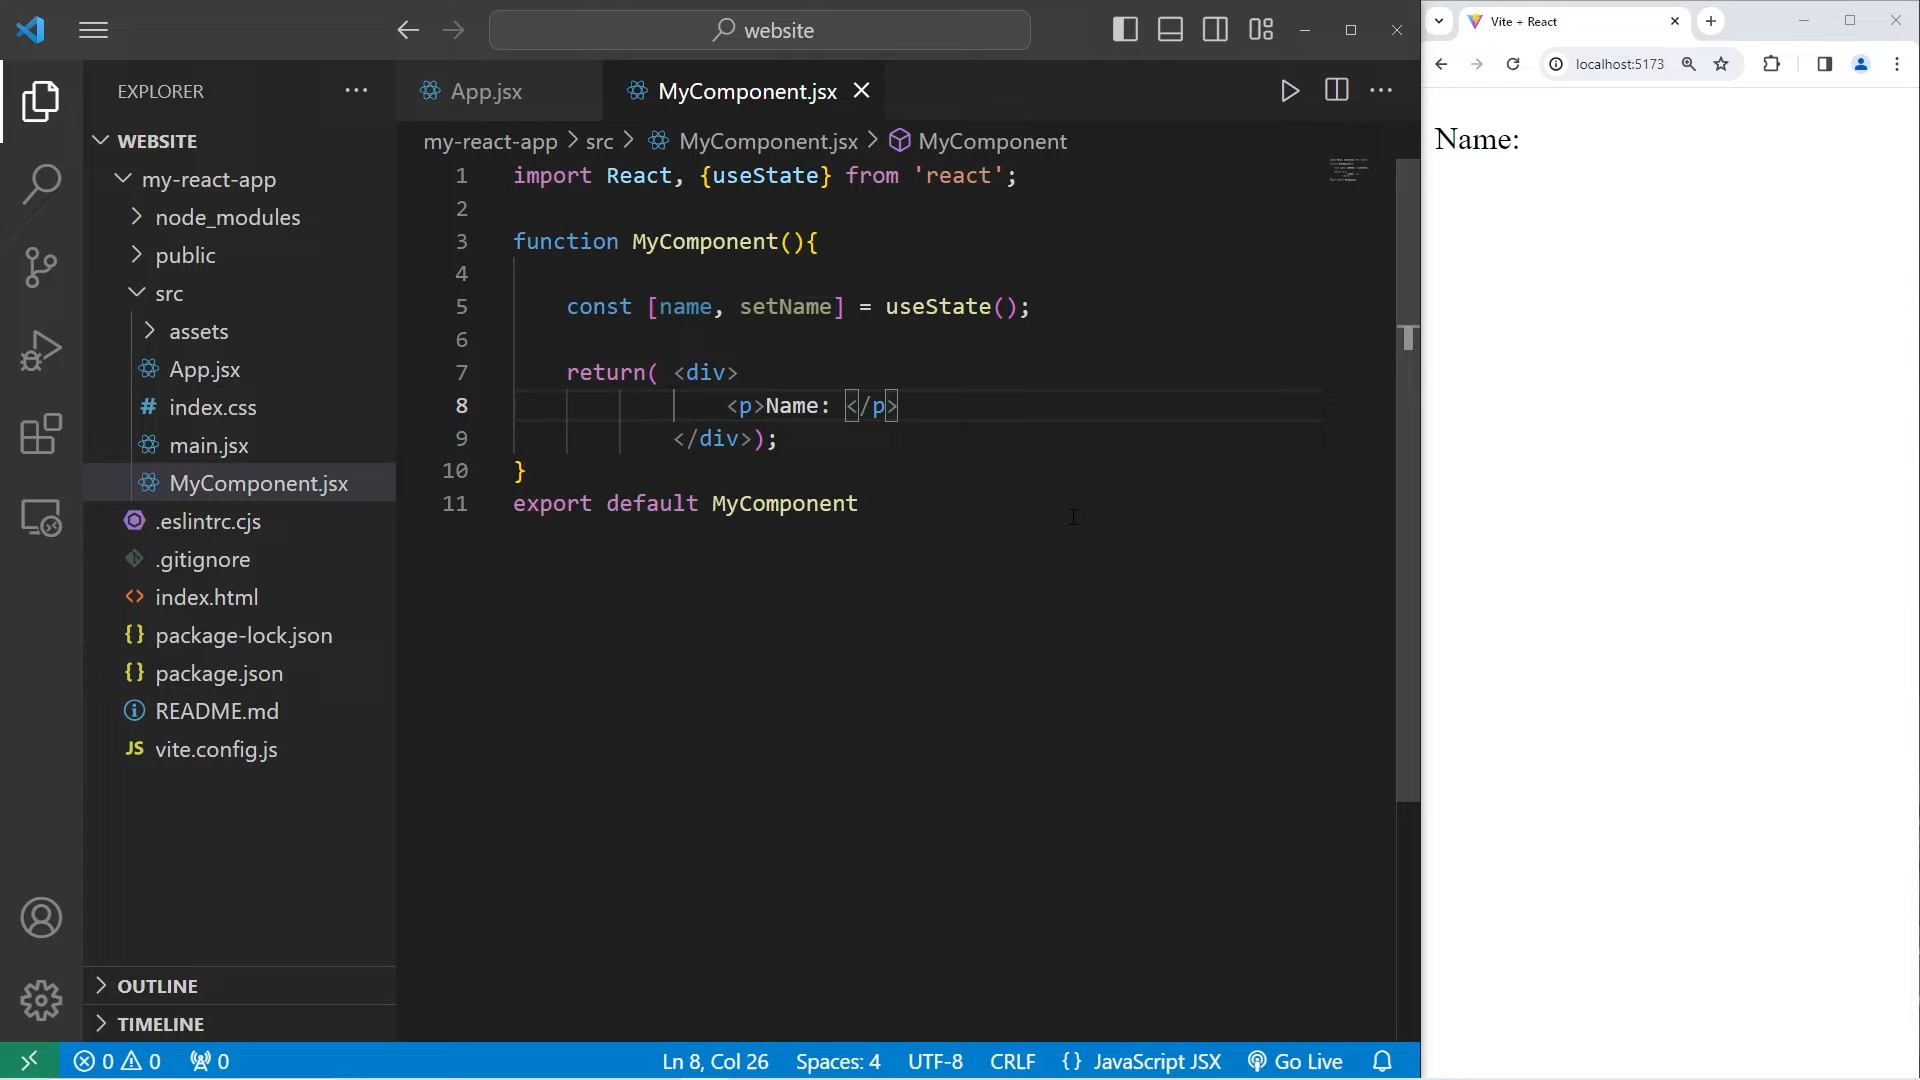 website
EXPLORER
WEBSITE
my-react-app
node_modules
public
src
assets
App.jsx
# index.css
main.jsx
MyComponent.jsx
.eslintrc.cjs
.gitignore
<> index.html
{} package-lock.json
{} package.json
README.md
JS vite.config.js
OUTLINE
TIMELINE
App.jsx
MyComponent.jsx
my-react-app > src > MyComponent.jsx > MyComponent
1 import React, {useState} from 'react';
2
3 function MyComponent(){
4
5 const [name, setName] = useState();
6
7 return( <div>
8 <p>Name: </p>
9 </div>);
10 }
11 export default MyComponent
0 0 0
Ln 8, Col 26 Spaces: 4 UTF-8 CRLF {} JavaScript JSX Go Live
Vite + React
localhost:5173
Name: